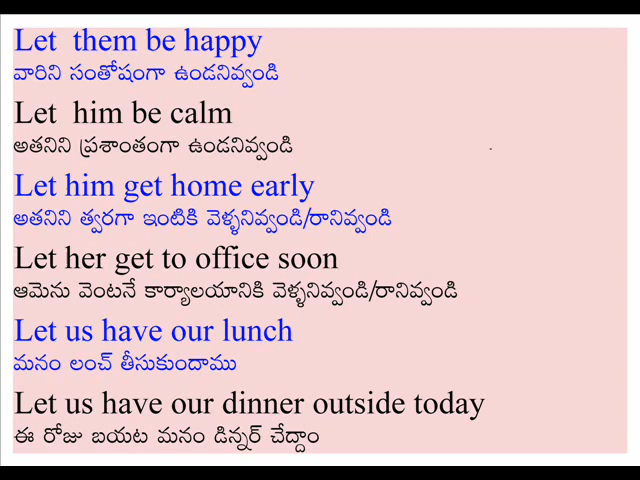 Let  them be happy
వారిని సంతోషంగా ఉండనివ్వండి
Let  him be calm
అతనిని ప్రశాంతంగా ఉండనివ్వండి
Let him get home early
అతనిని త్వరగా ఇంటికి వెళ్ళనివ్వండి/రానివ్వండి
Let her get to office soon
ఆమెను వెంటనే కార్యాలయానికి వెళ్ళనివ్వండి/రానివ్వండి
Let us have our lunch
మనం లంచ్ తీసుకుందాము
Let us have our dinner outside today
ఈ రోజు బయట మనం డిన్నర్ చేద్దాం